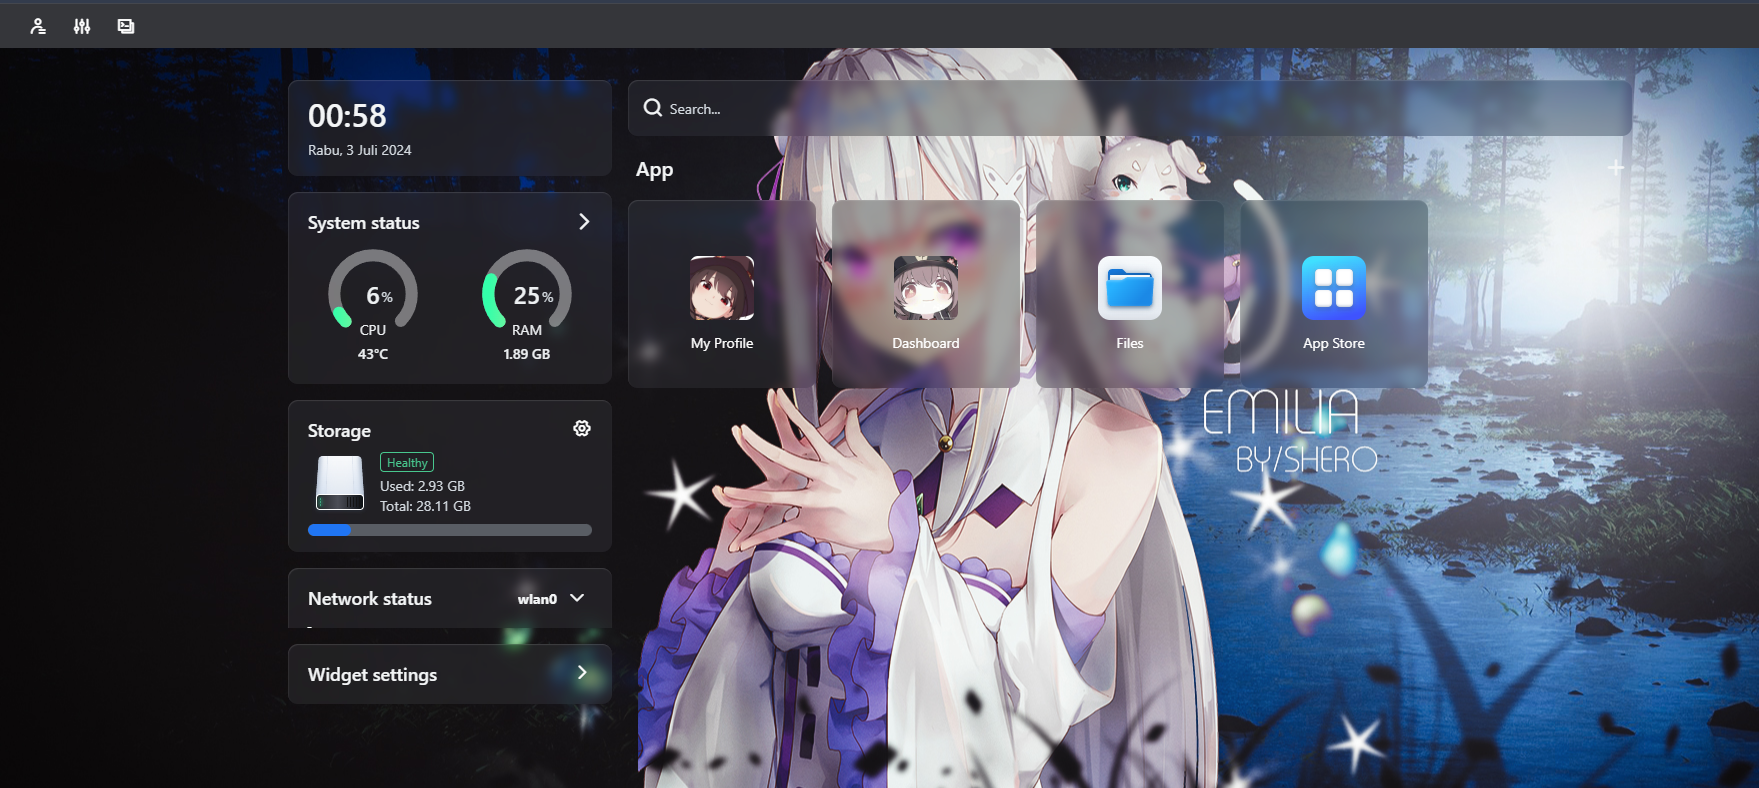 00:58
Rabu, 3 Juli 2024
System status
6%
CPU
43°C
25%
RAM
1.89 GB
Storage
Healthy
Used: 2.93 GB
Total: 28.11 GB
Network status
wlan0
Widget settings
Search...
App
My Profile
Dashboard
Files
App Store
EMILIA
BY/SHERO